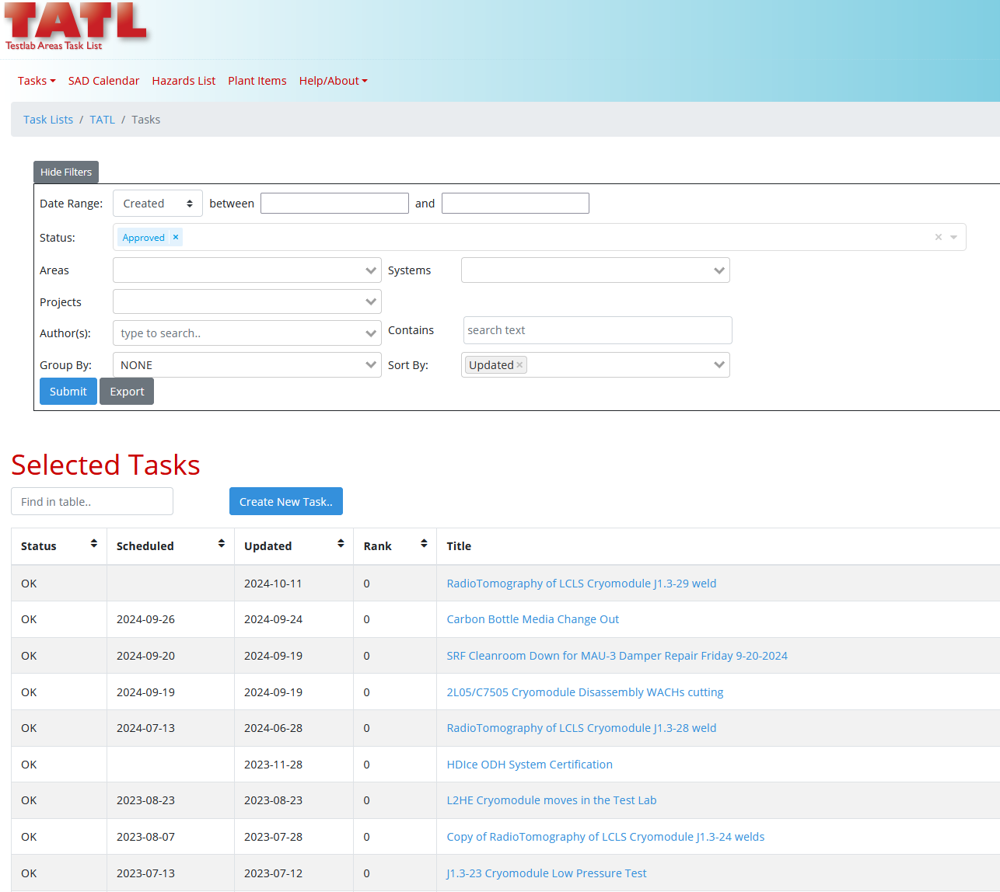 TATL
Testlab Areas Task List
Tasks SAD Calendar Hazards List Plant Items Help/About
Task Lists / TATL / Tasks
Hide Filters
Date Range: Created between and
Status: Approved × ×
Areas Systems
Projects
Author(s): type to search.. Contains search text
Group By: NONE Sort By: Updated ×
Submit Export
Selected Tasks
Find in table.. Create New Task..
Status Scheduled Updated Rank Title
OK 2024-10-11 0 RadioTomography of LCLS Cryomodule J1.3-29 weld
OK 2024-09-26 2024-09-24 0 Carbon Bottle Media Change Out
OK 2024-09-20 2024-09-19 0 SRF Cleanroom Down for MAU-3 Damper Repair Friday 9-20-2024
OK 2024-09-19 2024-09-19 0 2L05/C7505 Cryomodule Disassembly WACHs cutting
OK 2024-07-13 2024-06-28 0 RadioTomography of LCLS Cryomodule J1.3-28 weld
OK 2023-11-28 0 HDIce ODH System Certification
OK 2023-08-23 2023-08-23 0 L2HE Cryomodule moves in the Test Lab
OK 2023-08-07 2023-07-28 0 Copy of RadioTomography of LCLS Cryomodule J1.3-24 welds
OK 2023-07-13 2023-07-12 0 J1.3-23 Cryomodule Low Pressure Test